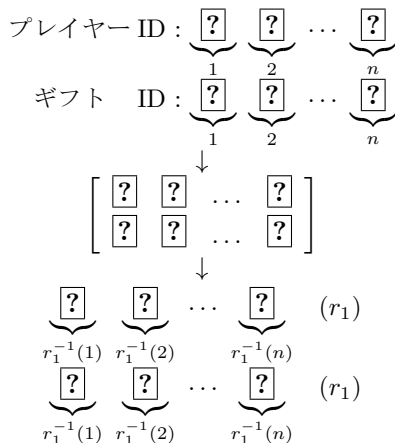 プレイヤー ID : ? ? ⋯ ?
1 2 n
ギフト ID : ? ? ⋯ ?
1 2 n
↓
[ ? ? … ?
? ? … ? ]
↓
? ? ⋯ ? (r₁)
r₁⁻¹(1) r₁⁻¹(2) r₁⁻¹(n)
? ? ⋯ ? (r₁)
r₁⁻¹(1) r₁⁻¹(2) r₁⁻¹(n)